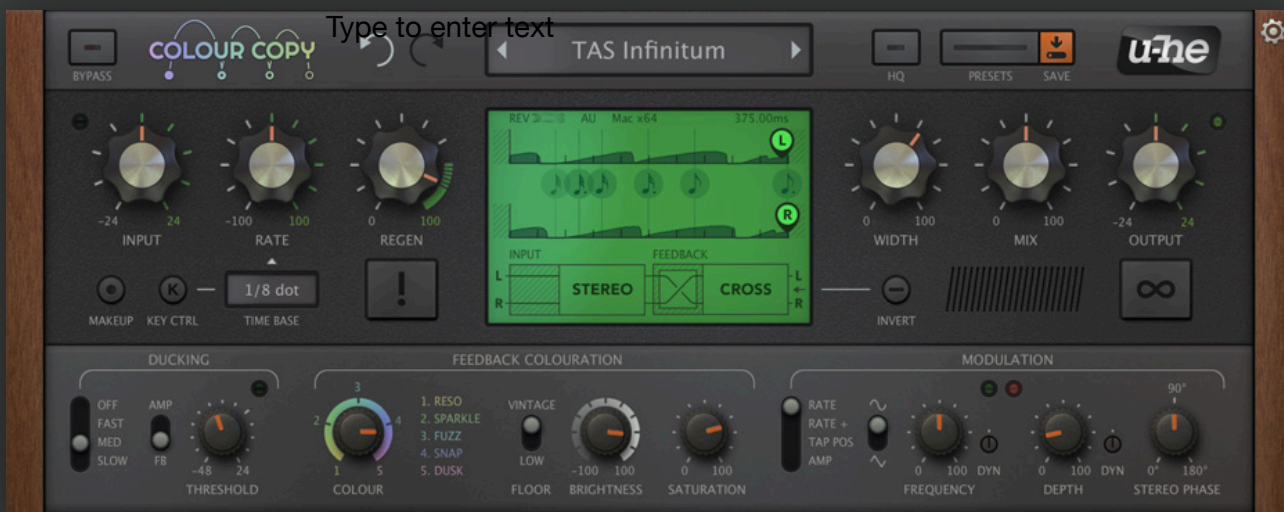 Type to enter text
COLOUR COPY
TAS Infinitum
u-he
BYPASS
HQ
PRESETS
SAVE
REV
AU
Mac x64
375.00ms
L
R
-24
24
INPUT
-100
100
RATE
0
100
REGEN
0
100
WIDTH
0
100
MIX
-24
24
OUTPUT
MAKEUP
K
KEY CTRL
1/8 dot
TIME BASE
!
INPUT
FEEDBACK
L
R
STEREO
CROSS
L
R
INVERT
∞
DUCKING
OFF
FAST
MED
SLOW
AMP
FB
-48
24
THRESHOLD
FEEDBACK COLOURATION
1
2
3
4
5
COLOUR
1. RESO
2. SPARKLE
3. FUZZ
4. SNAP
5. DUSK
VINTAGE
LOW
FLOOR
-100
100
BRIGHTNESS
0
100
SATURATION
MODULATION
RATE
RATE +
TAP POS
AMP
0
100
DYN
FREQUENCY
0
100
DYN
DEPTH
90°
0°
180°
STEREO PHASE